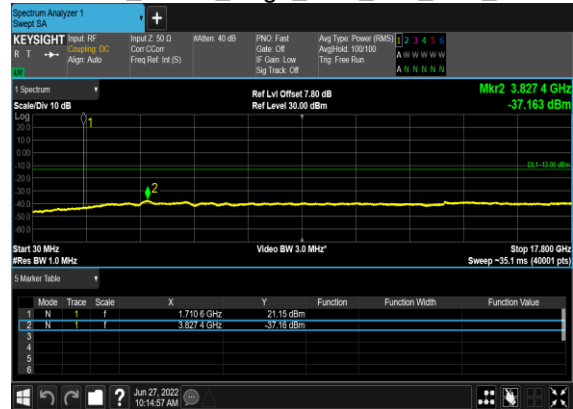 Spectrum Analyzer 1
Swept SA
+
KEYSIGHT Input: RF Input Z: 50 Ω #Atten: 40 dB PNO: Fast Avg Type: Power (RMS) 1 2 3 4 5 6
R T Coupling: DC Corr CCorr Gate: Off Avg|Hold: 100/100 A W W W W W
Align: Auto Freq Ref: Int (S) IF Gain: Low Trig: Free Run
Sig Track: Off A N N N N N
LW
1 Spectrum Ref Lvl Offset 7.80 dB Mkr2 3.827 4 GHz
Scale/Div 10 dB Ref Level 30.00 dBm -37.163 dBm
Log
1
20.0
10.0
0.00
-10.0
DL1 -13.00 dBm
-20.0
-30.0
2
-40.0
-50.0
-60.0
Start 30 MHz Video BW 3.0 MHz* Stop 17.800 GHz
#Res BW 1.0 MHz Sweep ~35.1 ms (40001 pts)
5 Marker Table
Mode Trace Scale X Y Function Function Width Function Value
1 N 1 f 1.710 6 GHz 21.15 dBm
2 N 1 f 3.827 4 GHz -37.16 dBm
3
4
5
6
? Jun 27, 2022
10:14:57 AM